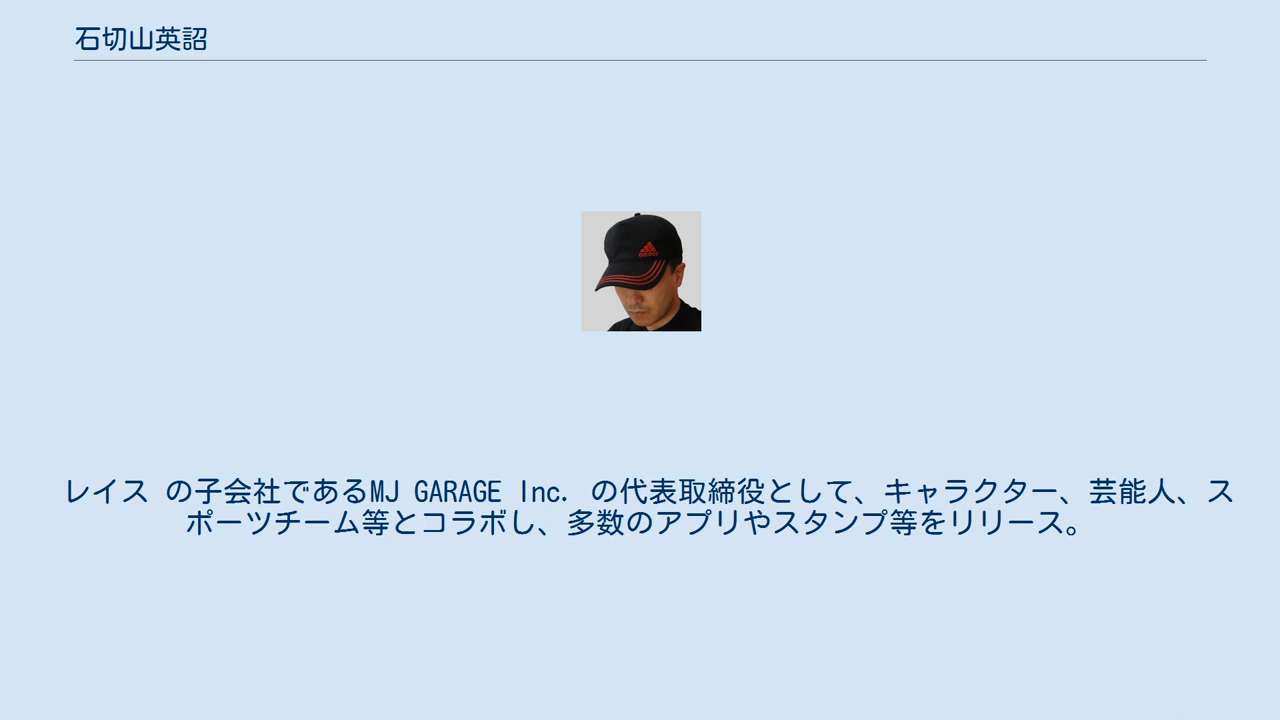 石切山英詔
レイス の子会社であるMJ GARAGE Inc. の代表取締役として、キャラクター、芸能人、ス
ポーツチーム等とコラボし、多数のアプリやスタンプ等をリリース。
adidas